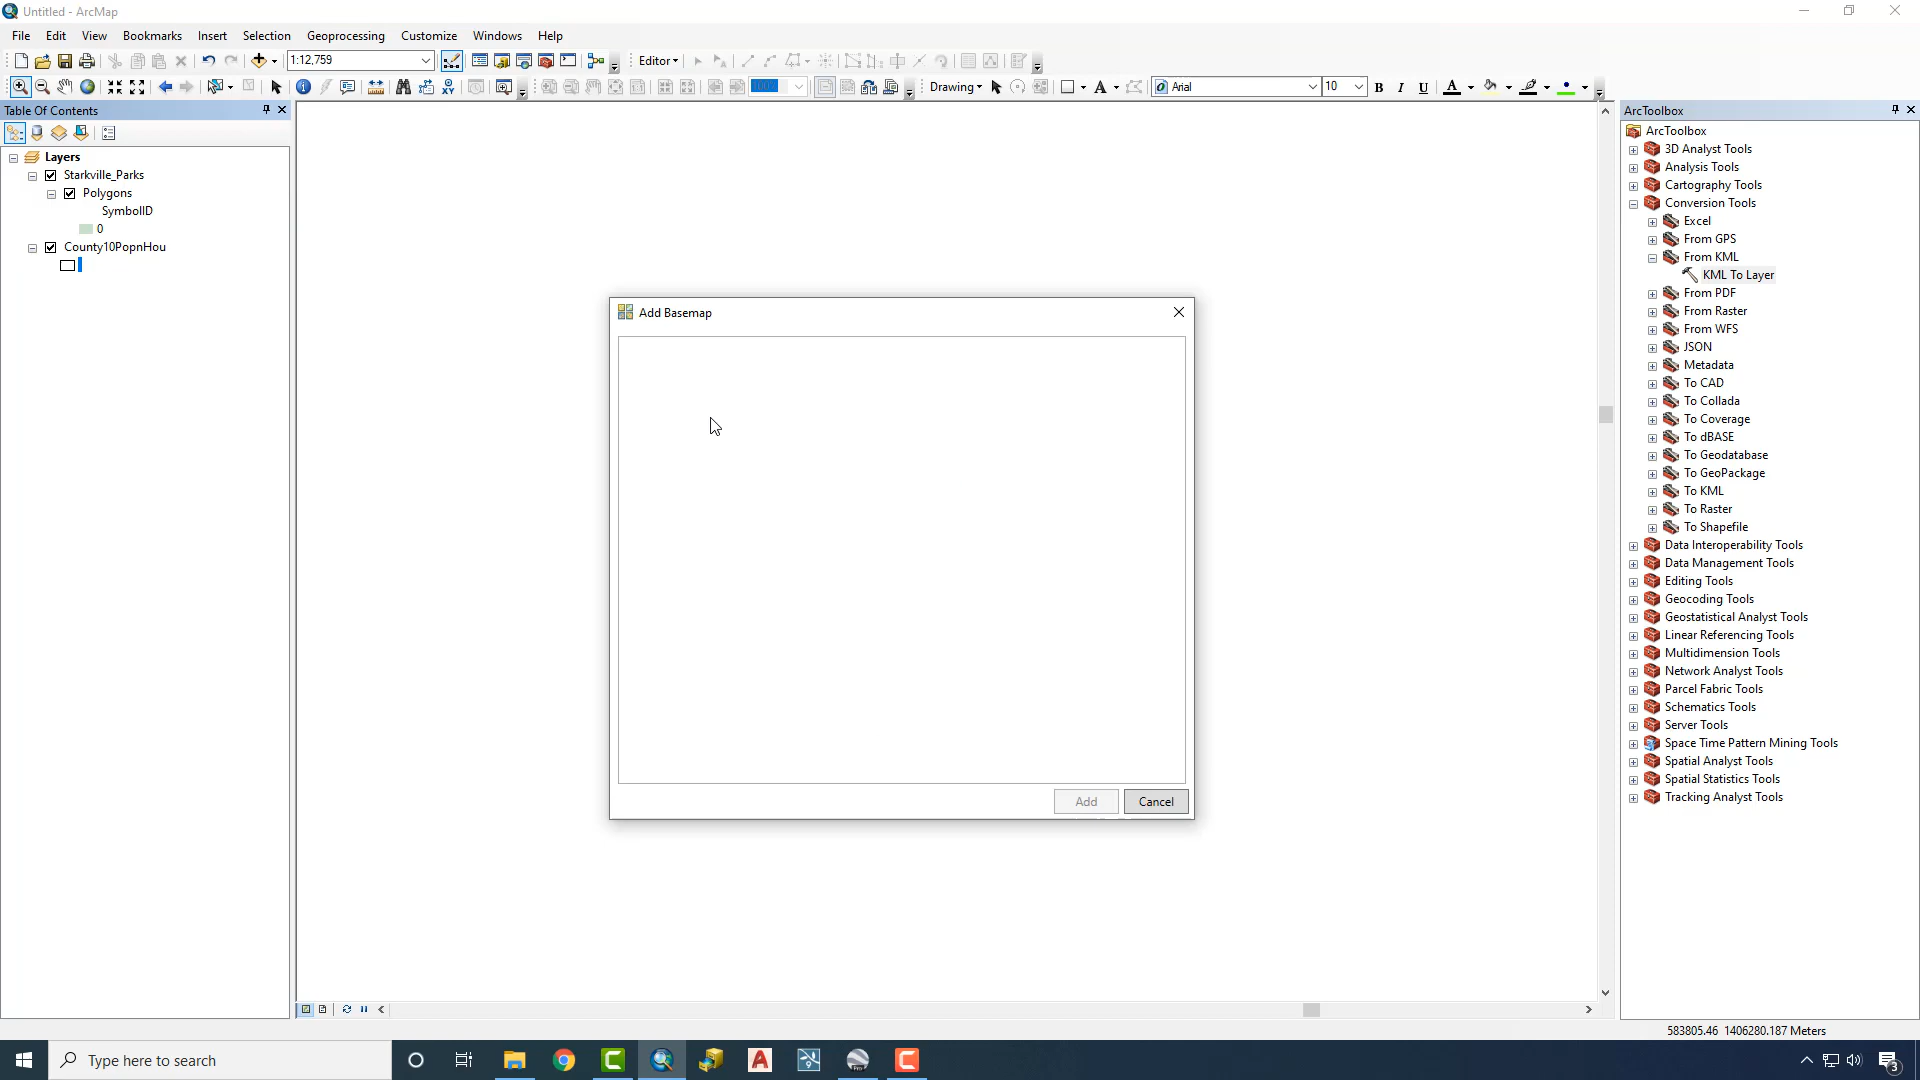 Untitled - ArcMap
File Edit View Bookmarks Insert Selection Geoprocessing Customize Windows Help
1:12,759
Editor
Drawing
Arial
10
B I U
Table Of Contents
Layers
Starkville_Parks
Polygons
SymbolID
0
County10PopnHou
Add Basemap
Add
Cancel
ArcToolbox
ArcToolbox
3D Analyst Tools
Analysis Tools
Cartography Tools
Conversion Tools
Excel
From GPS
From KML
KML To Layer
From PDF
From Raster
From WFS
JSON
Metadata
To CAD
To Collada
To Coverage
To dBASE
To Geodatabase
To GeoPackage
To KML
To Raster
To Shapefile
Data Interoperability Tools
Data Management Tools
Editing Tools
Geocoding Tools
Geostatistical Analyst Tools
Linear Referencing Tools
Multidimension Tools
Network Analyst Tools
Parcel Fabric Tools
Schematics Tools
Server Tools
Space Time Pattern Mining Tools
Spatial Analyst Tools
Spatial Statistics Tools
Tracking Analyst Tools
583805.46 1406280.187 Meters
Type here to search
3